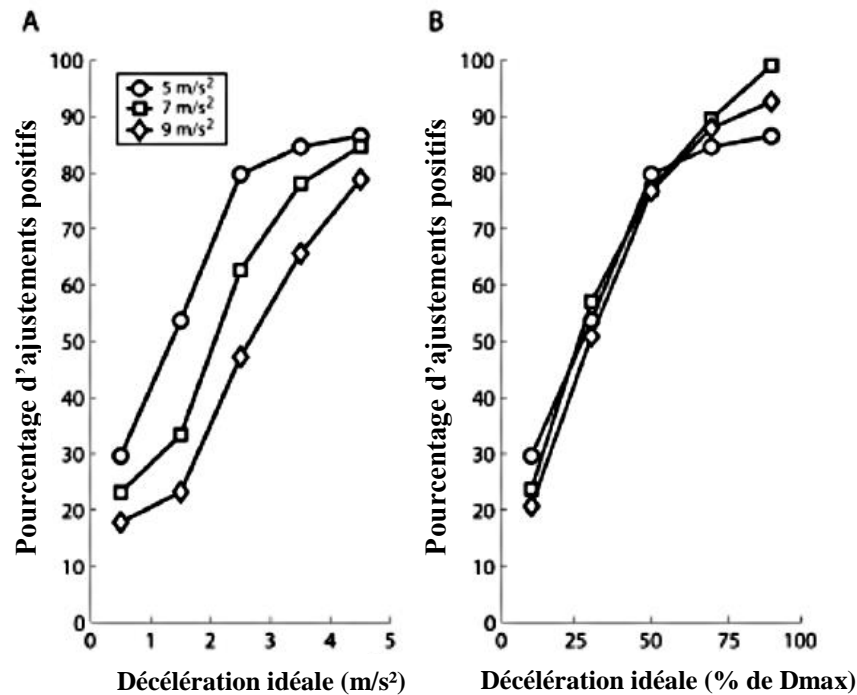 A
Pourcentage d'ajustements positifs
100
90
80
70
60
50
40
30
20
10
0
5 m/s²
7 m/s²
9 m/s²
0 1 2 3 4 5
Décélération idéale (m/s²)
B
Pourcentage d'ajustements positifs
100
90
80
70
60
50
40
30
20
10
0
0 25 50 75 100
Décélération idéale (% de Dmax)